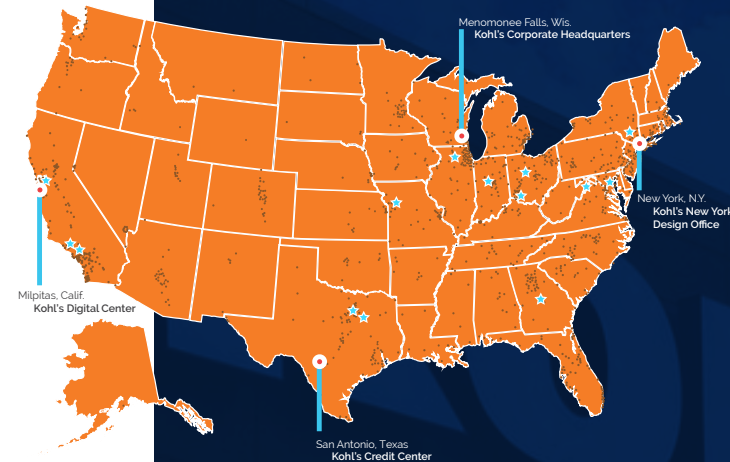 Menomonee Falls, Wis.
Kohl's Corporate Headquarters
New York, N.Y.
Kohl's New York
Design Office
Milpitas, Calif.
Kohl's Digital Center
San Antonio, Texas
Kohl's Credit Center